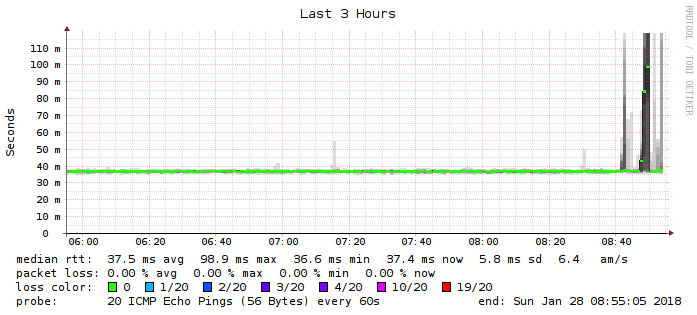 Last 3 Hours
RRDTOOL / TOBI OETIKER
Seconds
110 m
100 m
90 m
80 m
70 m
60 m
50 m
40 m
30 m
20 m
10 m
0
06:00 06:20 06:40 07:00 07:20 07:40 08:00 08:20 08:40
median rtt: 37.5 ms avg 98.9 ms max 36.6 ms min 37.4 ms now 5.8 ms sd 6.4 am/s
packet loss: 0.00 % avg 0.00 % max 0.00 % min 0.00 % now
loss color: 0 1/20 2/20 3/20 4/20 10/20 19/20
probe: 20 ICMP Echo Pings (56 Bytes) every 60s end: Sun Jan 28 08:55:05 2018